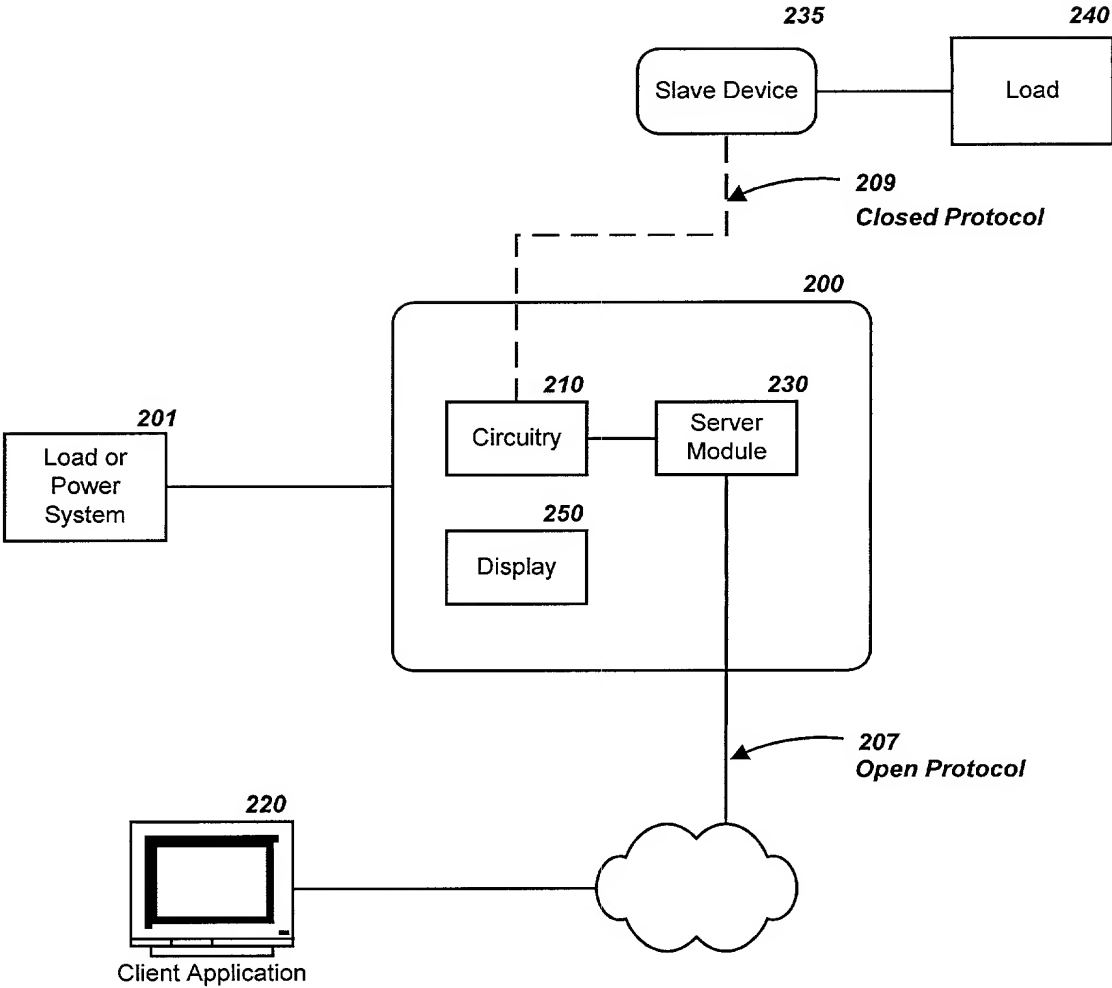 235
240
Slave Device
Load
209
Closed Protocol
200
210
230
201
Circuitry
Server
Module
Load or
Power
System
250
Display
207
Open Protocol
220
Client Application